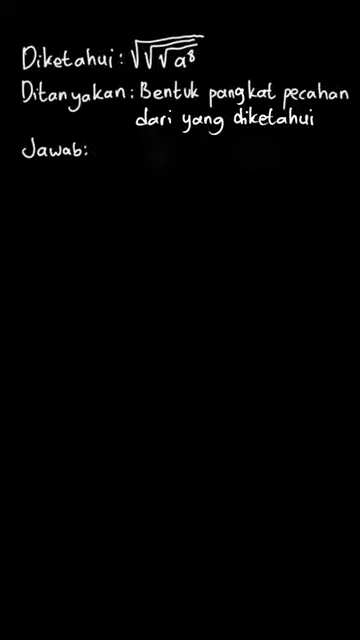 Diketahui: √√√a⁸
Ditanyakan: Bentuk pangkat pecahan
dari yang diketahui
Jawab: